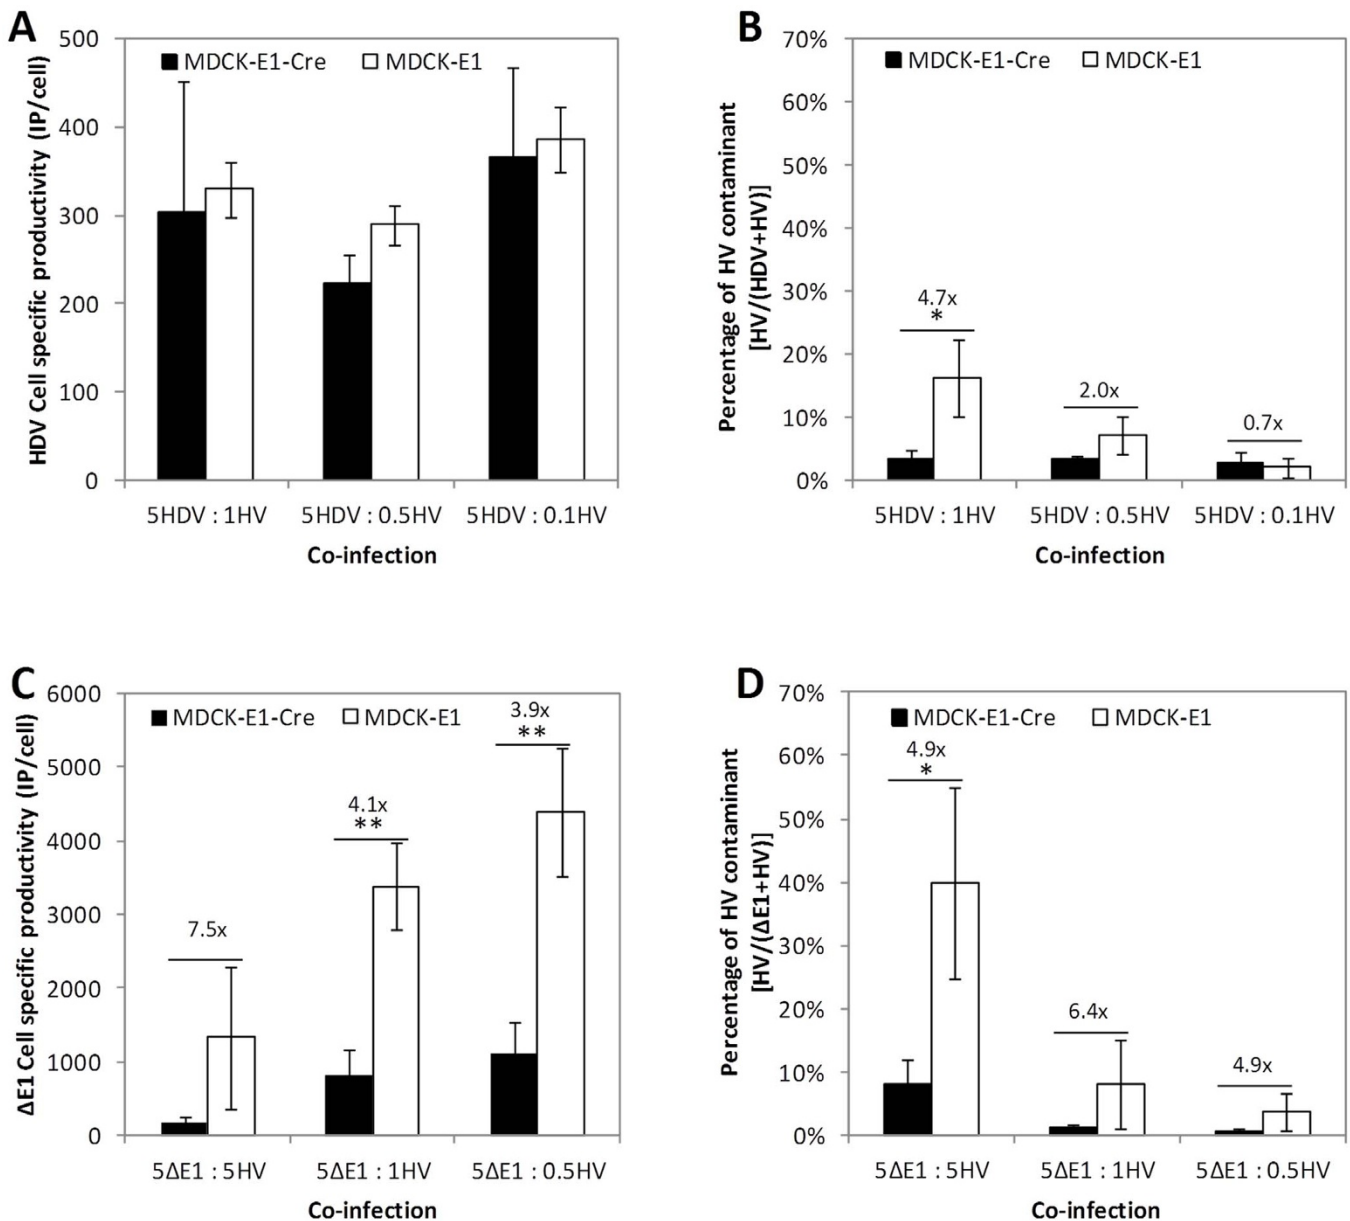 A
HDV Cell specific productivity (IP/cell)
500
400
300
200
100
0
MDCK-E1-Cre MDCK-E1
5HDV : 1HV 5HDV : 0.5HV 5HDV : 0.1HV
Co-infection
B
Percentage of HV contaminant
[HV/(HDV+HV)]
70%
60%
50%
40%
30%
20%
10%
0%
MDCK-E1-Cre MDCK-E1
4.7x
*
2.0x
0.7x
5HDV : 1HV 5HDV : 0.5HV 5HDV : 0.1HV
Co-infection
C
ΔE1 Cell specific productivity (IP/cell)
6000
5000
4000
3000
2000
1000
0
MDCK-E1-Cre MDCK-E1
7.5x
4.1x
**
3.9x
**
5ΔE1 : 5HV 5ΔE1 : 1HV 5ΔE1 : 0.5HV
Co-infection
D
Percentage of HV contaminant
[HV/(ΔE1+HV)]
70%
60%
50%
40%
30%
20%
10%
0%
MDCK-E1-Cre MDCK-E1
4.9x
*
6.4x
4.9x
5ΔE1 : 5HV 5ΔE1 : 1HV 5ΔE1 : 0.5HV
Co-infection